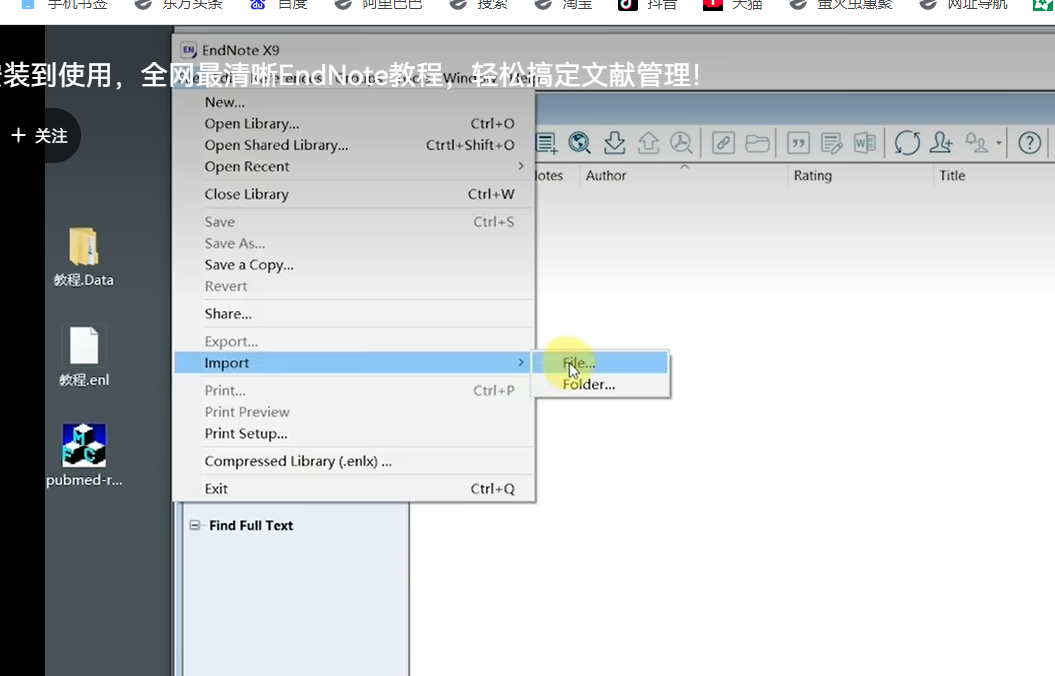 手机书签 东方头条 百度 阿里巴巴 搜索 淘宝 抖音 天猫 萤火虫惠聚 网址导航
EN EndNote X9
装到使用，全网最清晰EndNote教程，轻松搞定文献管理！
+ 关注
New...
Open Library... Ctrl+O
Open Shared Library... Ctrtl+Shift+O
Open Recent >
Close Library Ctrl+W
Save Ctrl+S
Save As...
Save a Copy...
Revert
Share...
Export...
Import >
Print... Ctrl+P
Print Preview
Print Setup...
Compressed Library (.enlx) ...
Exit Ctrl+Q
File...
Folder...
otes Author Rating Title
教程.Data
教程.enl
MFC
pubmed-r...
Find Full Text